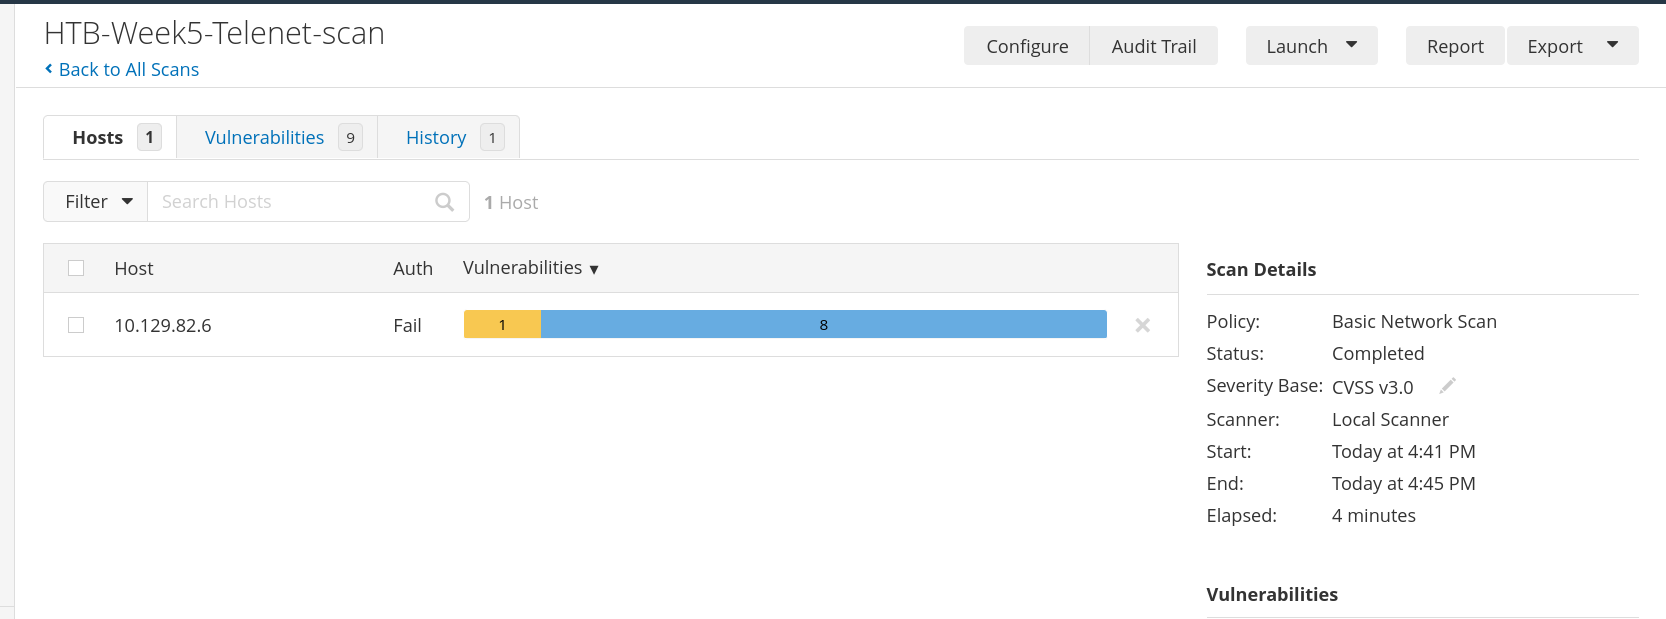 HTB-Week5-Telenet-scan
Back to All Scans
Configure Audit Trail Launch Report Export
Hosts 1 Vulnerabilities 9 History 1
Filter Search Hosts 1 Host
Host Auth Vulnerabilities
10.129.82.6 Fail 1 8
Scan Details
Policy: Basic Network Scan
Status: Completed
Severity Base: CVSS v3.0
Scanner: Local Scanner
Start: Today at 4:41 PM
End: Today at 4:45 PM
Elapsed: 4 minutes
Vulnerabilities